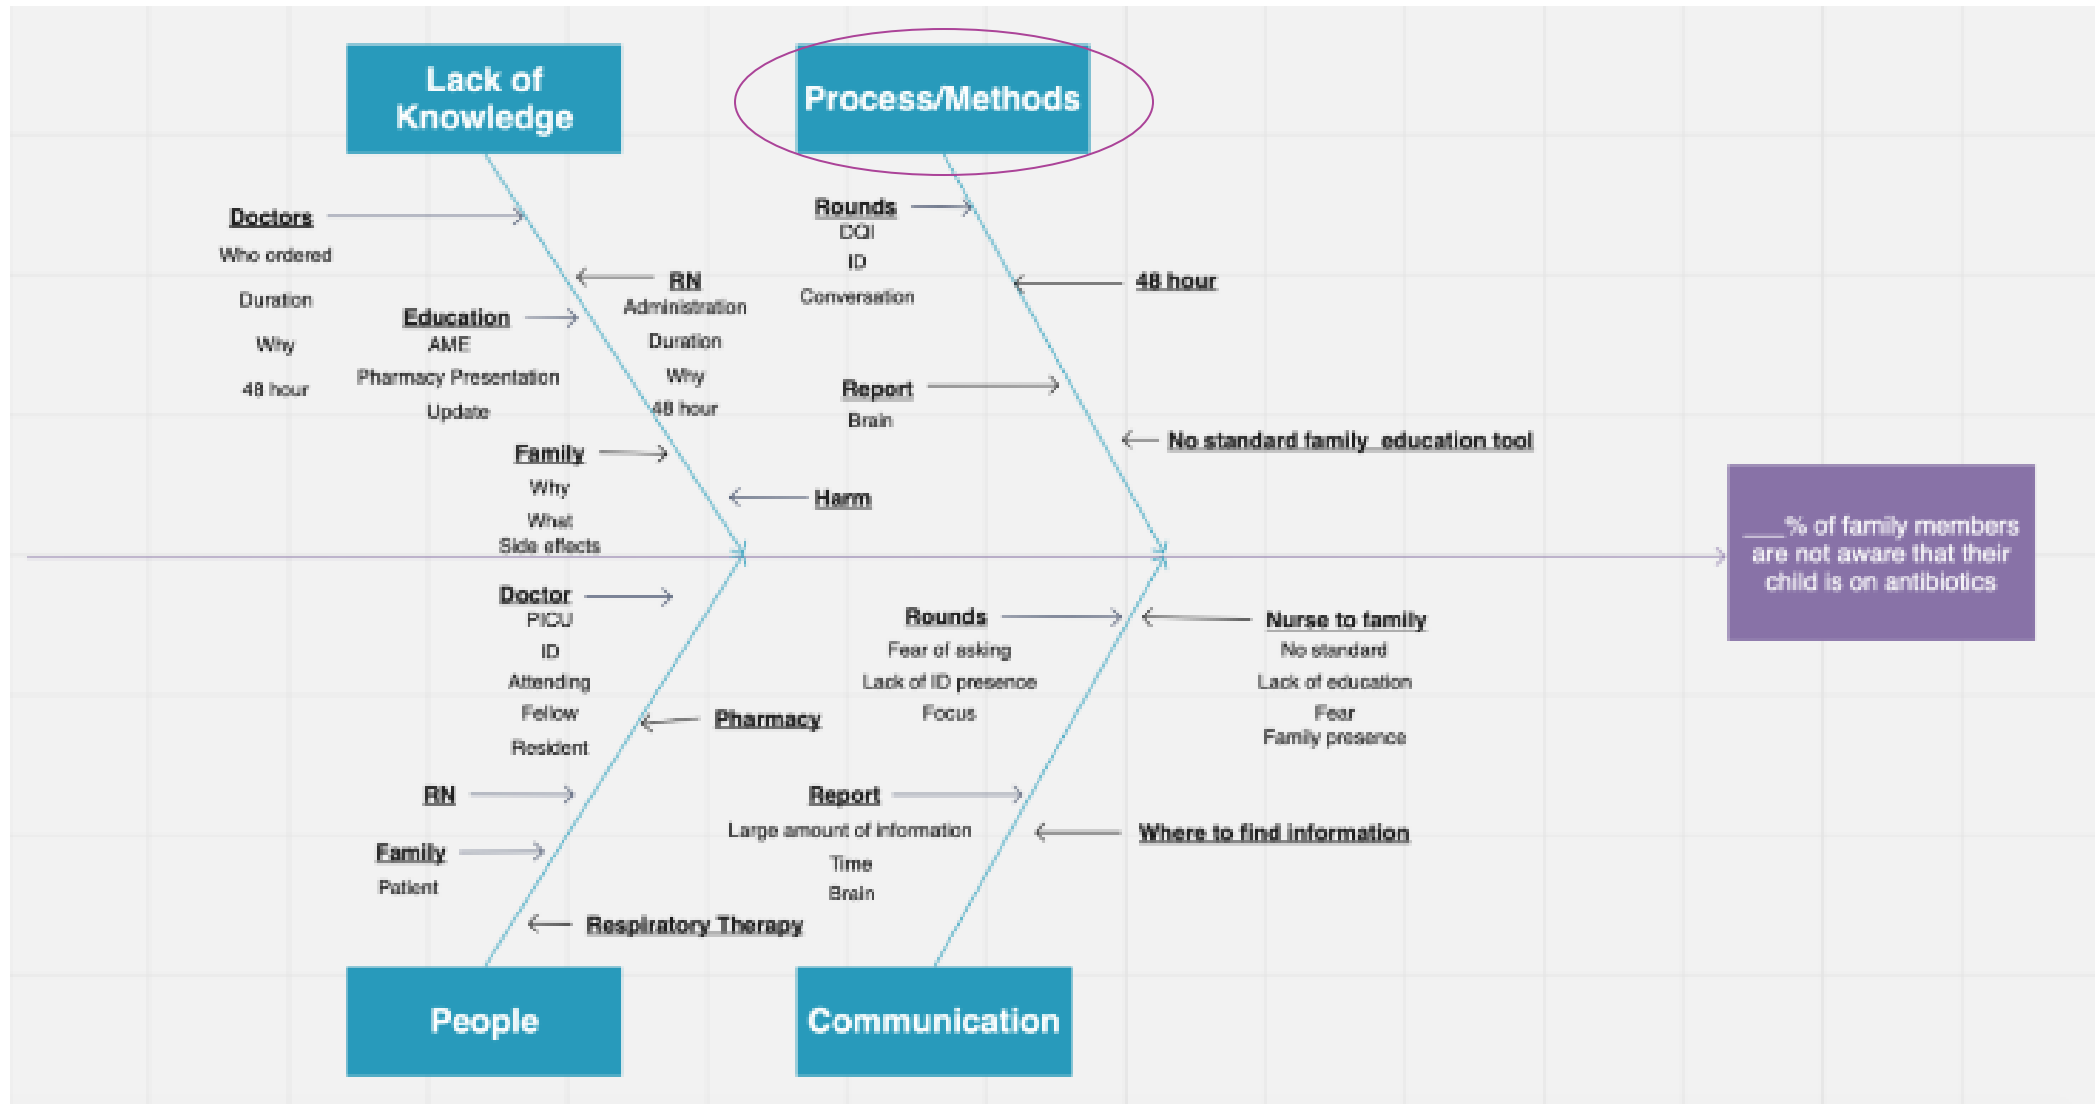 Lack of
Knowledge
Process/Methods
Doctors
Who ordered
Duration
Why
48 hour
RN
Administration
Duration
Why
48 hour
Education
AME
Pharmacy Presentation
Update
Family
Why
What
Side effects
Harm
Rounds
DQI
ID
Conversation
48 hour
Report
Brain
No standard family  education tool
___% of family members
are not aware that their
child is on antibiotics
Doctor
PICU
ID
Attending
Fellow
Resident
Pharmacy
RN
Family
Patient
Respiratory Therapy
Rounds
Fear of asking
Lack of ID presence
Focus
Nurse to family
No standard
Lack of education
Fear
Family presence
Report
Large amount of information
Time
Brain
Where to find information
People
Communication